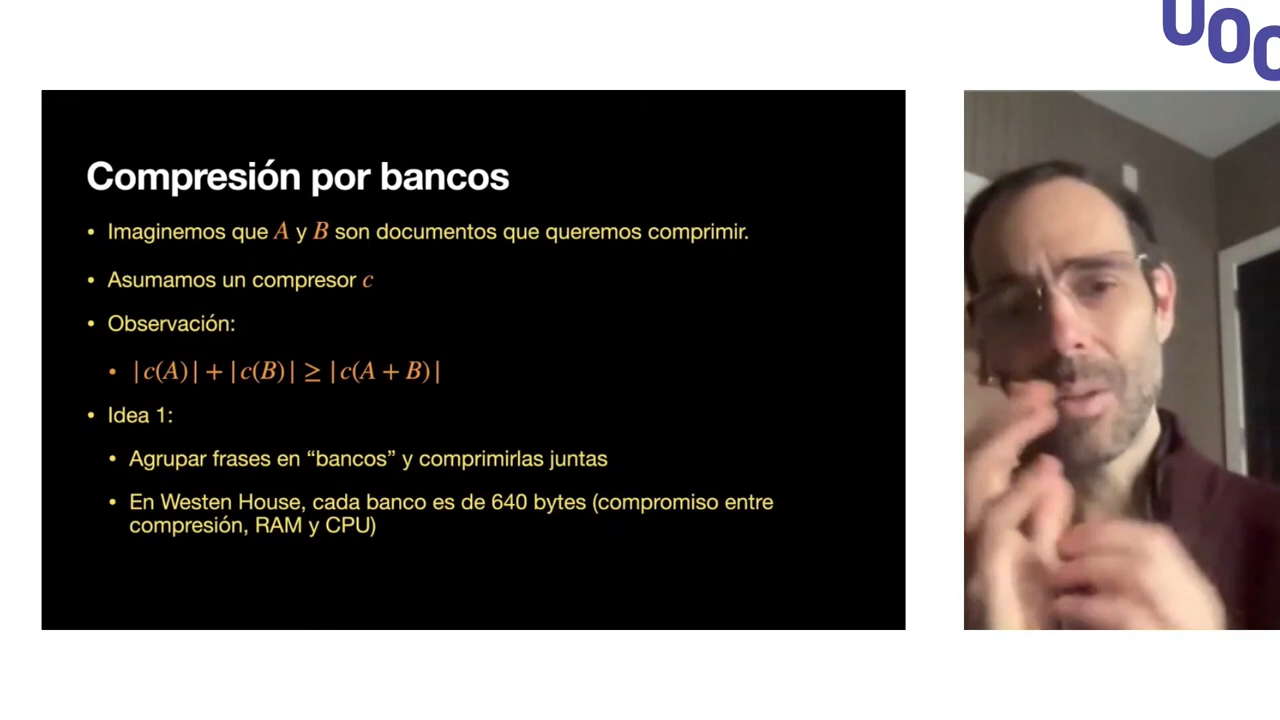 UOC
Compresión por bancos
• Imaginemos que A y B son documentos que queremos comprimir.
• Asumamos un compresor c
• Observación:
• |c(A)| + |c(B)| ≥ |c(A + B)|
• Idea 1:
• Agrupar frases en “bancos” y comprimirlas juntas
• En Westen House, cada banco es de 640 bytes (compromiso entre
compresión, RAM y CPU)